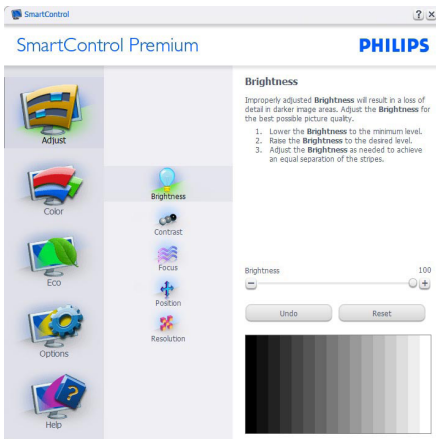 SmartControl
SmartControl Premium
PHILIPS
Adjust
Color
Eco
Options
Help
Brightness
Contrast
Focus
Position
Resolution
Brightness
Improperly adjusted Brightness will result in a loss of
detail in darker image areas. Adjust the Brightness for
the best possible picture quality.
1. Lower the Brightness to the minimum level.
2. Raise the Brightness to the desired level.
3. Adjust the Brightness as needed to achieve
an equal separation of the stripes.
Brightness 100
Undo Reset